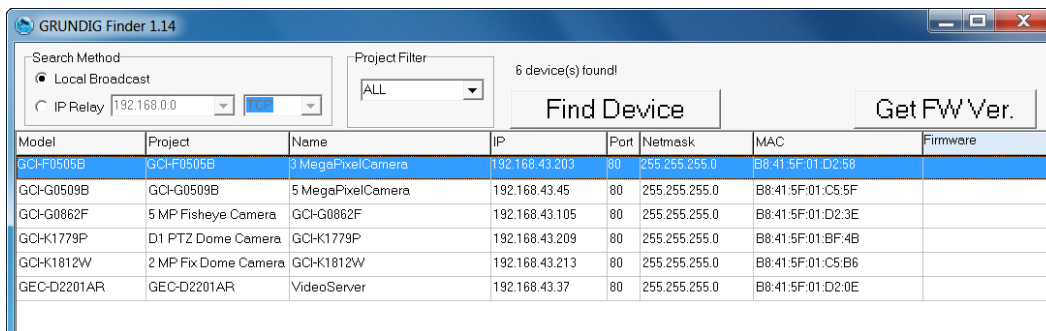 GRUNDIG Finder 1.14
Search Method
Local Broadcast
IP Relay 192.168.0.0 TCP
Project Filter
ALL
6 device(s) found!
Find Device
Get FW Ver.
Model Project Name IP Port Netmask MAC Firmware
GCI-F0505B GCI-F0505B 3 MegaPixelCamera 192.168.43.203 80 255.255.255.0 B8:41:5F:01:D2:58
GCI-G0509B GCI-G0509B 5 MegaPixelCamera 192.168.43.45 80 255.255.255.0 B8:41:5F:01:C5:5F
GCI-G0862F 5 MP Fisheye Camera GCI-G0862F 192.168.43.105 80 255.255.255.0 B8:41:5F:01:D2:3E
GCI-K1779P D1 PTZ Dome Camera GCI-K1779P 192.168.43.209 80 255.255.255.0 B8:41:5F:01:BF:4B
GCI-K1812W 2 MP Fix Dome Camera GCI-K1812W 192.168.43.213 80 255.255.255.0 B8:41:5F:01:C5:B6
GEC-D2201AR GEC-D2201AR VideoServer 192.168.43.37 80 255.255.255.0 B8:41:5F:01:D2:0E